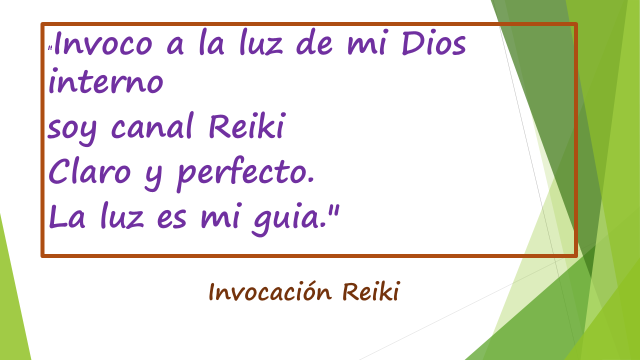 "Invoco a la luz de mi Dios
interno
soy canal Reiki
Claro y perfecto.
La luz es mi guia."
Invocación Reiki